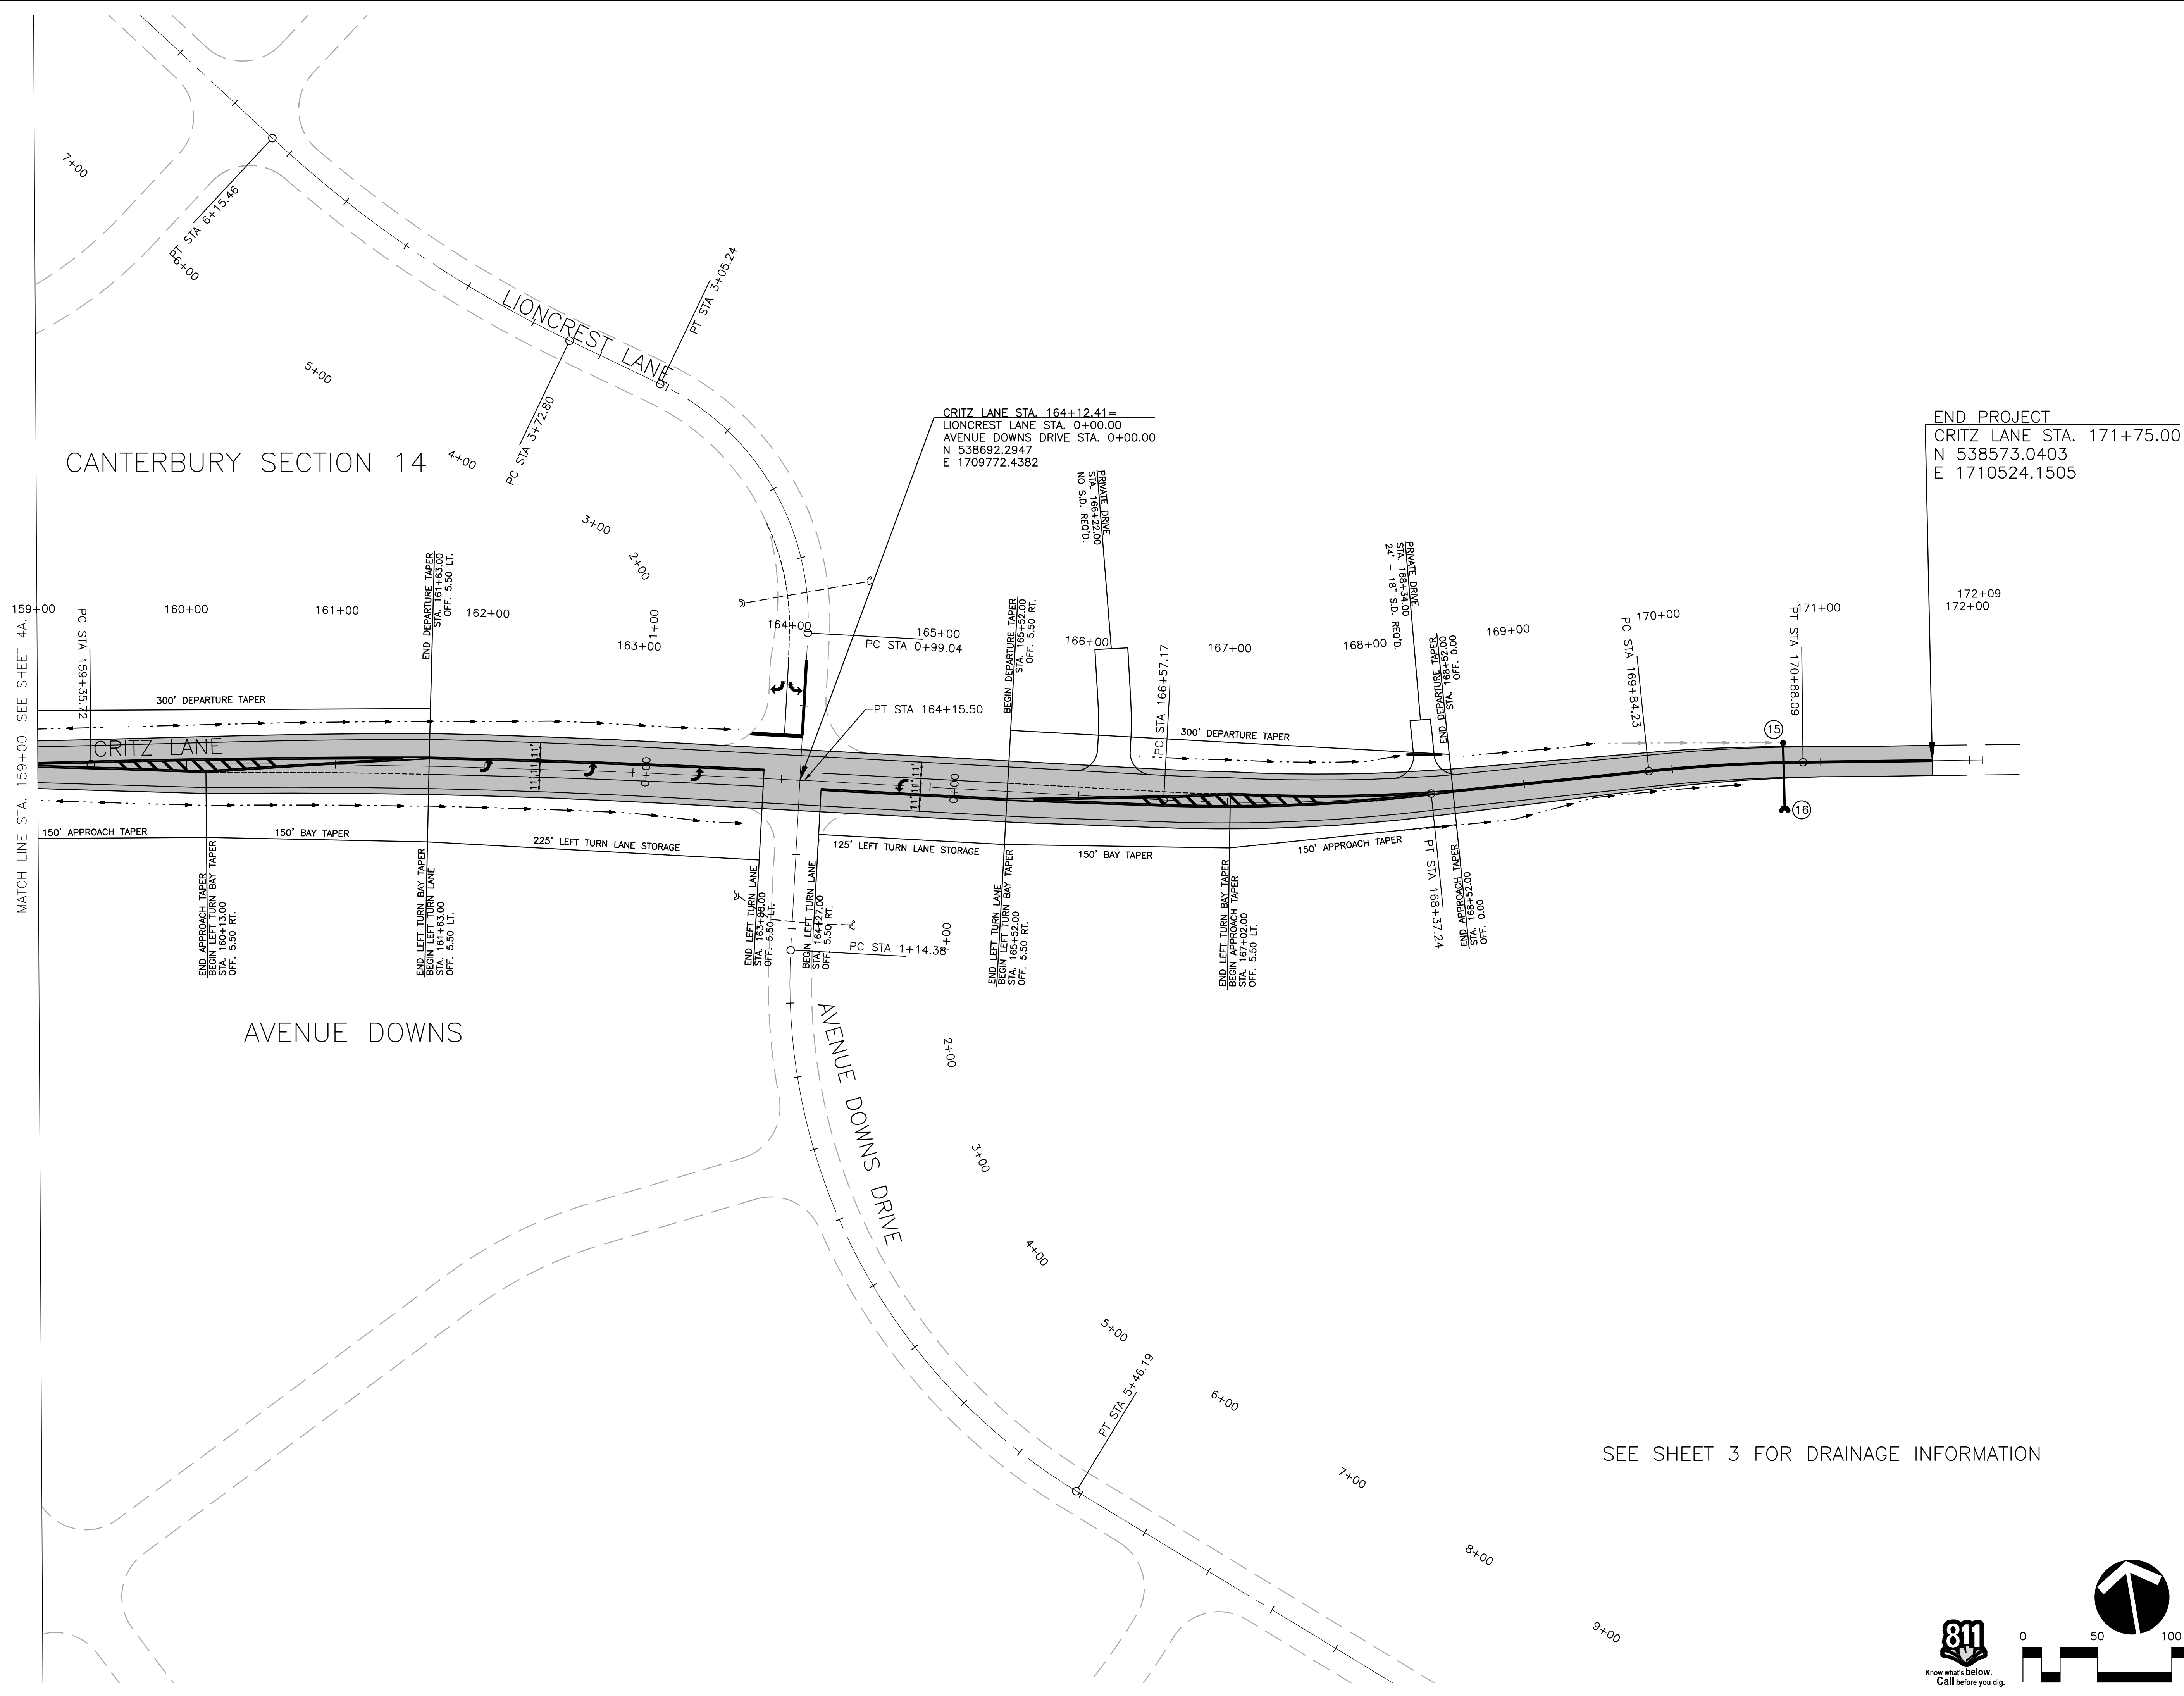 7+00
PT STA 6+15.46
6+00
LIONCREST LANE
PT STA 3+05.24
PC STA 3+72.80
5+00
4+00
3+00
2+00
1+00
CANTERBURY SECTION 14
CRITZ LANE STA. 164+12.41=
LIONCREST LANE STA. 0+00.00
AVENUE DOWNS DRIVE STA. 0+00.00
N 538692.2947
E 1709772.4382
END PROJECT
CRITZ LANE STA. 171+75.00
N 538573.0403
E 1710524.1505
PRIVATE DRIVE
STA. 166+22.00
NO S.D. REQ'D.
PRIVATE DRIVE
STA. 168+34.00
24' - 18" S.D. REQ'D.
END DEPARTURE TAPER
STA. 161+63.00
OFF. 5.50 LT.
BEGIN DEPARTURE TAPER
STA. 165+52.00
OFF. 5.50 RT.
END DEPARTURE TAPER
STA. 168+52.00
OFF. 0.00
159+00
160+00
161+00
162+00
163+00
164+00
165+00
166+00
167+00
168+00
169+00
170+00
171+00
172+00
172+09
PC STA 159+35.72
PC STA 0+99.04
PC STA 166+57.17
PC STA 169+84.23
PT STA 170+88.09
PT STA 164+15.50
MATCH LINE STA. 159+00. SEE SHEET 4A.
300' DEPARTURE TAPER
300' DEPARTURE TAPER
CRITZ LANE
11'
11'
11'
0+00
11'
11'
11'
0+00
15
16
150' APPROACH TAPER
150' BAY TAPER
225' LEFT TURN LANE STORAGE
125' LEFT TURN LANE STORAGE
150' BAY TAPER
150' APPROACH TAPER
END APPROACH TAPER
BEGIN LEFT TURN BAY TAPER
STA. 160+13.00
OFF. 5.50 RT.
END LEFT TURN BAY TAPER
BEGIN LEFT TURN LANE
STA. 161+63.00
OFF. 5.50 LT.
END LEFT TURN LANE
STA. 163+88.00
OFF. 5.50 LT.
BEGIN LEFT TURN LANE
STA. 164+27.00
OFF. 5.50 RT.
END LEFT TURN LANE
BEGIN LEFT TURN BAY TAPER
STA. 165+52.00
OFF. 5.50 RT.
END LEFT TURN BAY TAPER
BEGIN APPROACH TAPER
STA. 167+02.00
OFF. 5.50 LT.
PT STA 168+37.24
END APPROACH TAPER
STA. 168+52.00
OFF. 0.00
PC STA 1+14.38
1+00
AVENUE DOWNS
AVENUE DOWNS DRIVE
2+00
3+00
4+00
5+00
PT STA 5+46.19
6+00
7+00
8+00
9+00
SEE SHEET 3 FOR DRAINAGE INFORMATION
811
Know what's below.
Call before you dig.
0 50 100